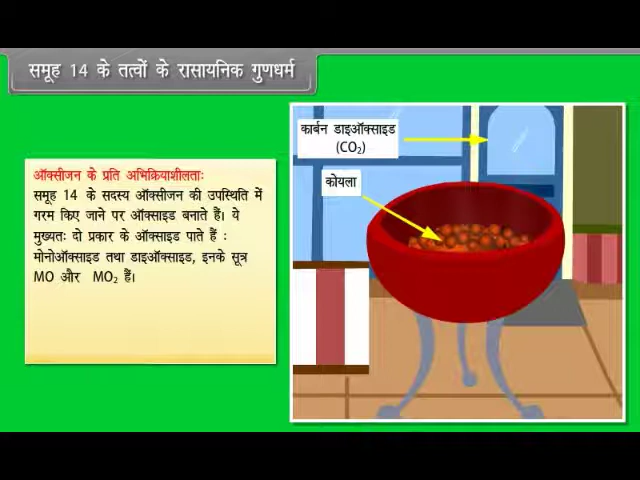 समूह 14 के तत्वों के रासायनिक गुणधर्म
ऑक्सीजन के प्रति अभिक्रियाशीलताः
समूह 14 के सदस्य ऑक्सीजन की उपस्थिति में
गरम किए जाने पर ऑक्साइड बनाते हैं। ये
मुख्यतः दो प्रकार के ऑक्साइड पाते हैं :
मोनोऑक्साइड तथा डाइऑक्साइड, इनके सूत्र
MO और MO₂ हैं।
कार्बन डाइऑक्साइड
(CO₂)
कोयला